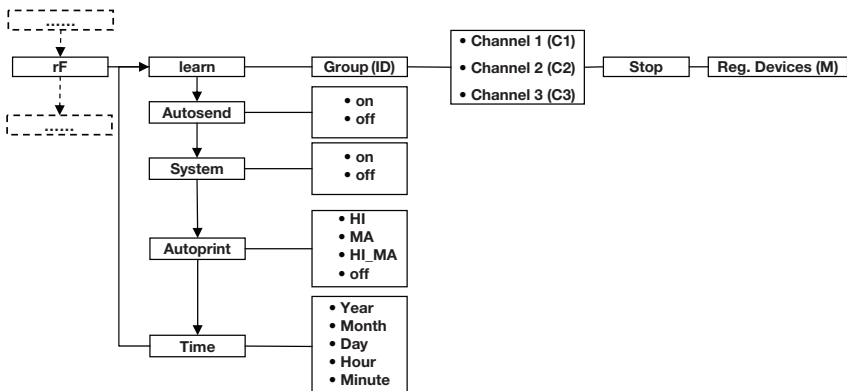 ......
rF
......
learn
Group (ID)
• Channel 1 (C1)
• Channel 2 (C2)
• Channel 3 (C3)
Stop
Reg. Devices (M)
Autosend
• on
• off
System
• on
• off
Autoprint
• HI
• MA
• HI_MA
• off
Time
• Year
• Month
• Day
• Hour
• Minute